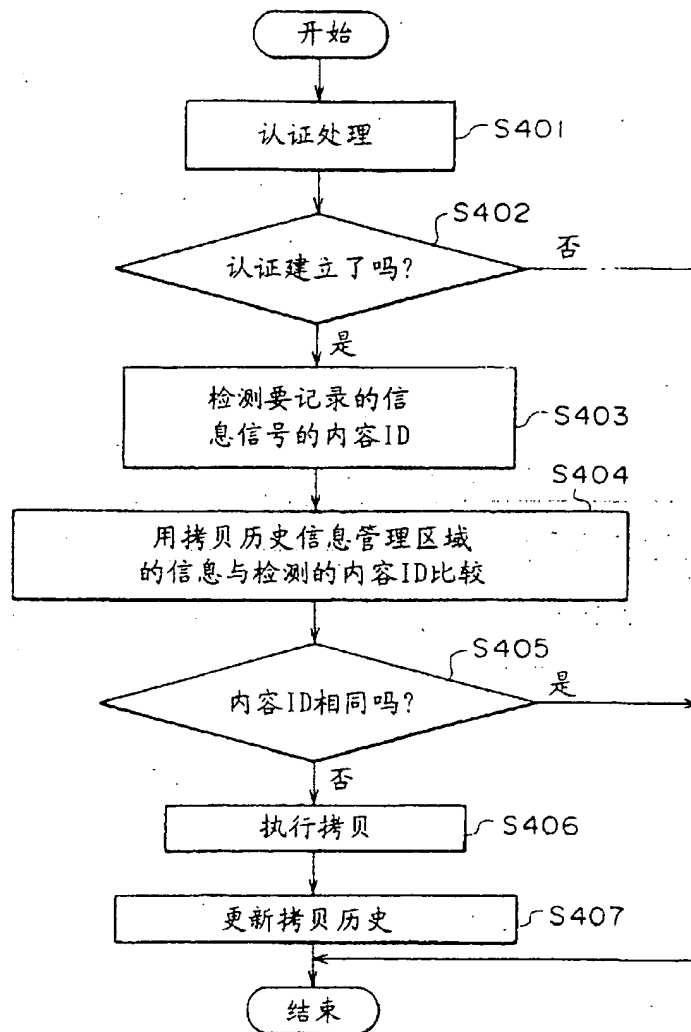 开始
认证处理
S401
S402
认证建立了吗?
否
是
检测要记录的信
息信号的内容ID
S403
S404
用拷贝历史信息管理区域
的信息与检测的内容ID比较
S405
内容ID相同吗?
是
否
执行拷贝
S406
更新拷贝历史
S407
结束